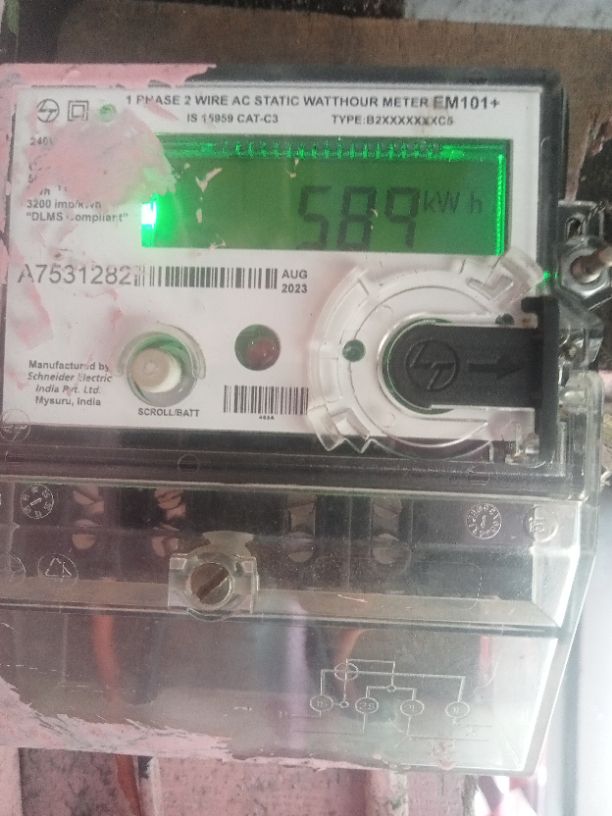 1 PHASE 2 WIRE AC STATIC WATTHOUR METER EM101+
IS 15959 CAT-C3 TYPE:B2XXXXXXXC5
240V
589 kWh
3200 imp/kWh
"DLMS Compliant"
A7531282
AUG
2023
Manufactured by
Schneider Electric
India Pvt. Ltd.
Mysuru, India
SCROLL/BATT